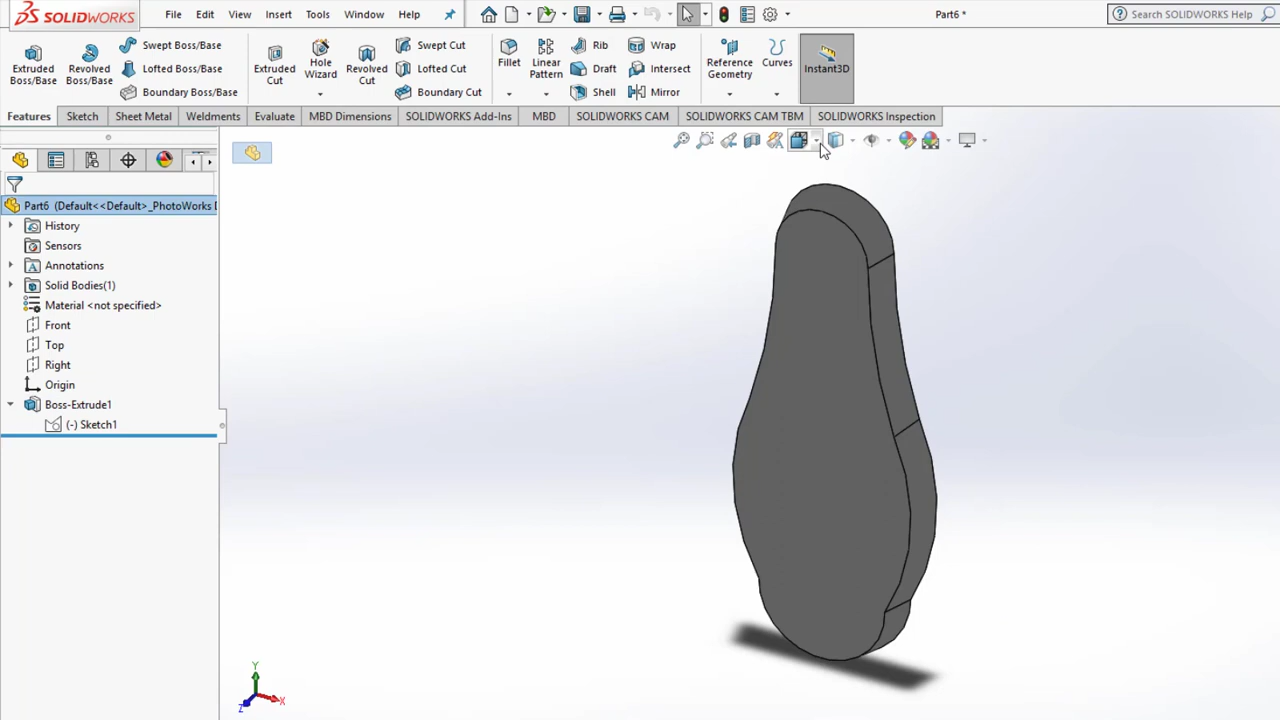 SOLIDWORKS File Edit View Insert Tools Window Help Part6 * Search SOLIDWORKS Help
Extruded Boss/Base
Revolved Boss/Base
Swept Boss/Base
Lofted Boss/Base
Boundary Boss/Base
Extruded Cut
Hole Wizard
Revolved Cut
Swept Cut
Lofted Cut
Boundary Cut
Fillet
Linear Pattern
Rib
Draft
Shell
Wrap
Intersect
Mirror
Reference Geometry
Curves
Instant3D
Features Sketch Sheet Metal Weldments Evaluate MBD Dimensions SOLIDWORKS Add-Ins MBD SOLIDWORKS CAM SOLIDWORKS CAM TBM SOLIDWORKS Inspection
Part6 (Default<<Default>_PhotoWorks
History
Sensors
Annotations
Solid Bodies(1)
Material <not specified>
Front
Top
Right
Origin
Boss-Extrude1
(-) Sketch1
Y
Z
X